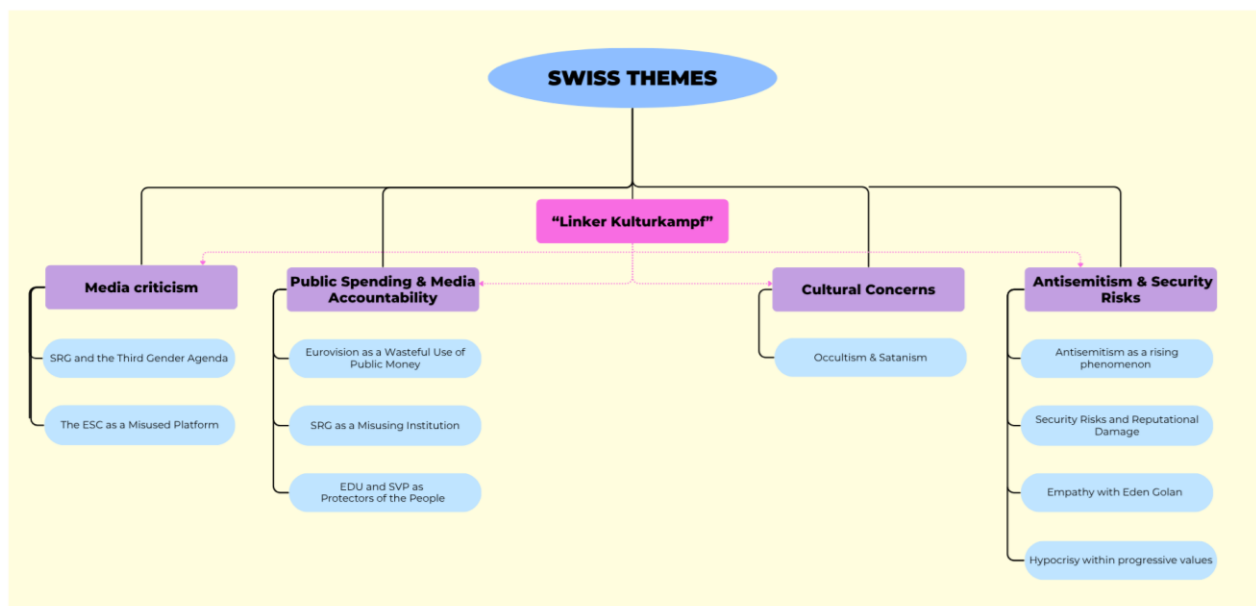 SWISS THEMES
“Linker Kulturkampf”
Media criticism
SRG and the Third Gender Agenda
The ESC as a Misused Platform
Public Spending & Media
Accountability
Eurovision as a Wasteful Use of
Public Money
SRG as a Misusing Institution
EDU and SVP as
Protectors of the People
Cultural Concerns
Occultism & Satanism
Antisemitism & Security
Risks
Antisemitism as a rising
phenomenon
Security Risks and Reputational
Damage
Empathy with Eden Golan
Hypocrisy within progressive values